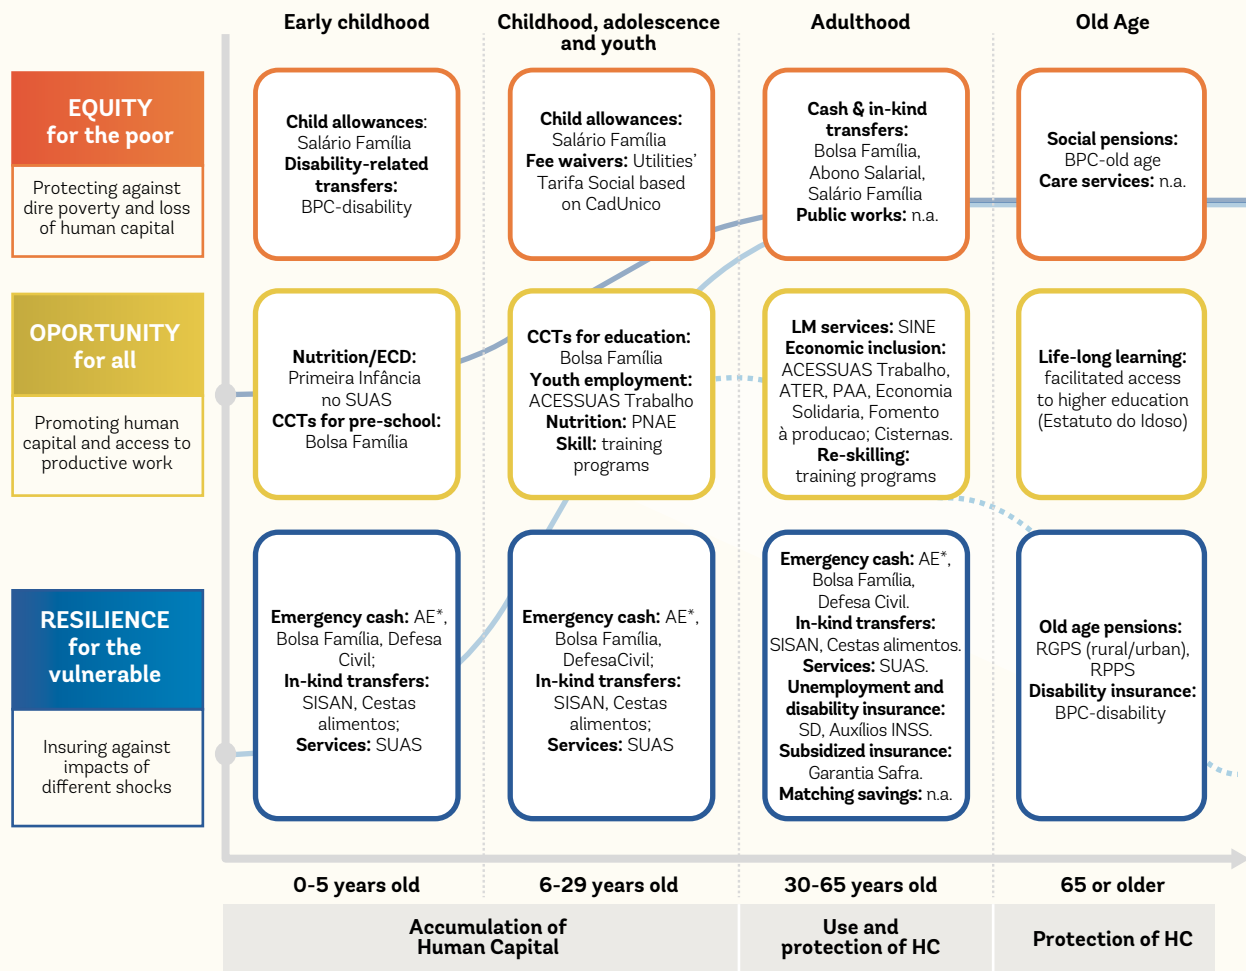 Early childhood
Childhood, adolescence
and youth
Adulthood
Old Age
EQUITY
for the poor
Protecting against
dire poverty and loss
of human capital
Child allowances:
Salário Família
Disability-related
transfers:
BPC-disability
Child allowances:
Salário Família
Fee waivers: Utilities’
Tarifa Social based
on CadUnico
Cash & in-kind
transfers:
Bolsa Família,
Abono Salarial,
Salário Família
Public works: n.a.
Social pensions:
BPC-old age
Care services: n.a.
OPORTUNITY
for all
Promoting human
capital and access to
productive work
Nutrition/ECD:
Primeira Infância
no SUAS
CCTs for pre-school:
Bolsa Família
CCTs for education:
Bolsa Família
Youth employment:
ACESSUAS Trabalho
Nutrition: PNAE
Skill: training
programs
LM services: SINE
Economic inclusion:
ACESSUAS Trabalho,
ATER, PAA, Economia
Solidaria, Fomento
à producao; Cisternas.
Re-skilling:
training programs
Life-long learning:
facilitated access
to higher education
(Estatuto do Idoso)
RESILIENCE
for the
vulnerable
Insuring against
impacts of
different shocks
Emergency cash: AE*,
Bolsa Família, Defesa
Civil;
In-kind transfers:
SISAN, Cestas
alimentos;
Services: SUAS
Emergency cash: AE*,
Bolsa Família,
DefesaCivil;
In-kind transfers:
SISAN, Cestas
alimentos;
Services: SUAS
Emergency cash: AE*,
Bolsa Família,
Defesa Civil.
In-kind transfers:
SISAN, Cestas alimentos.
Services: SUAS.
Unemployment and
disability insurance:
SD, Auxílios INSS.
Subsidized insurance:
Garantia Safra.
Matching savings: n.a.
Old age pensions:
RGPS (rural/urban),
RPPS
Disability insurance:
BPC-disability
0-5 years old
6-29 years old
30-65 years old
65 or older
Accumulation of
Human Capital
Use and
protection of HC
Protection of HC